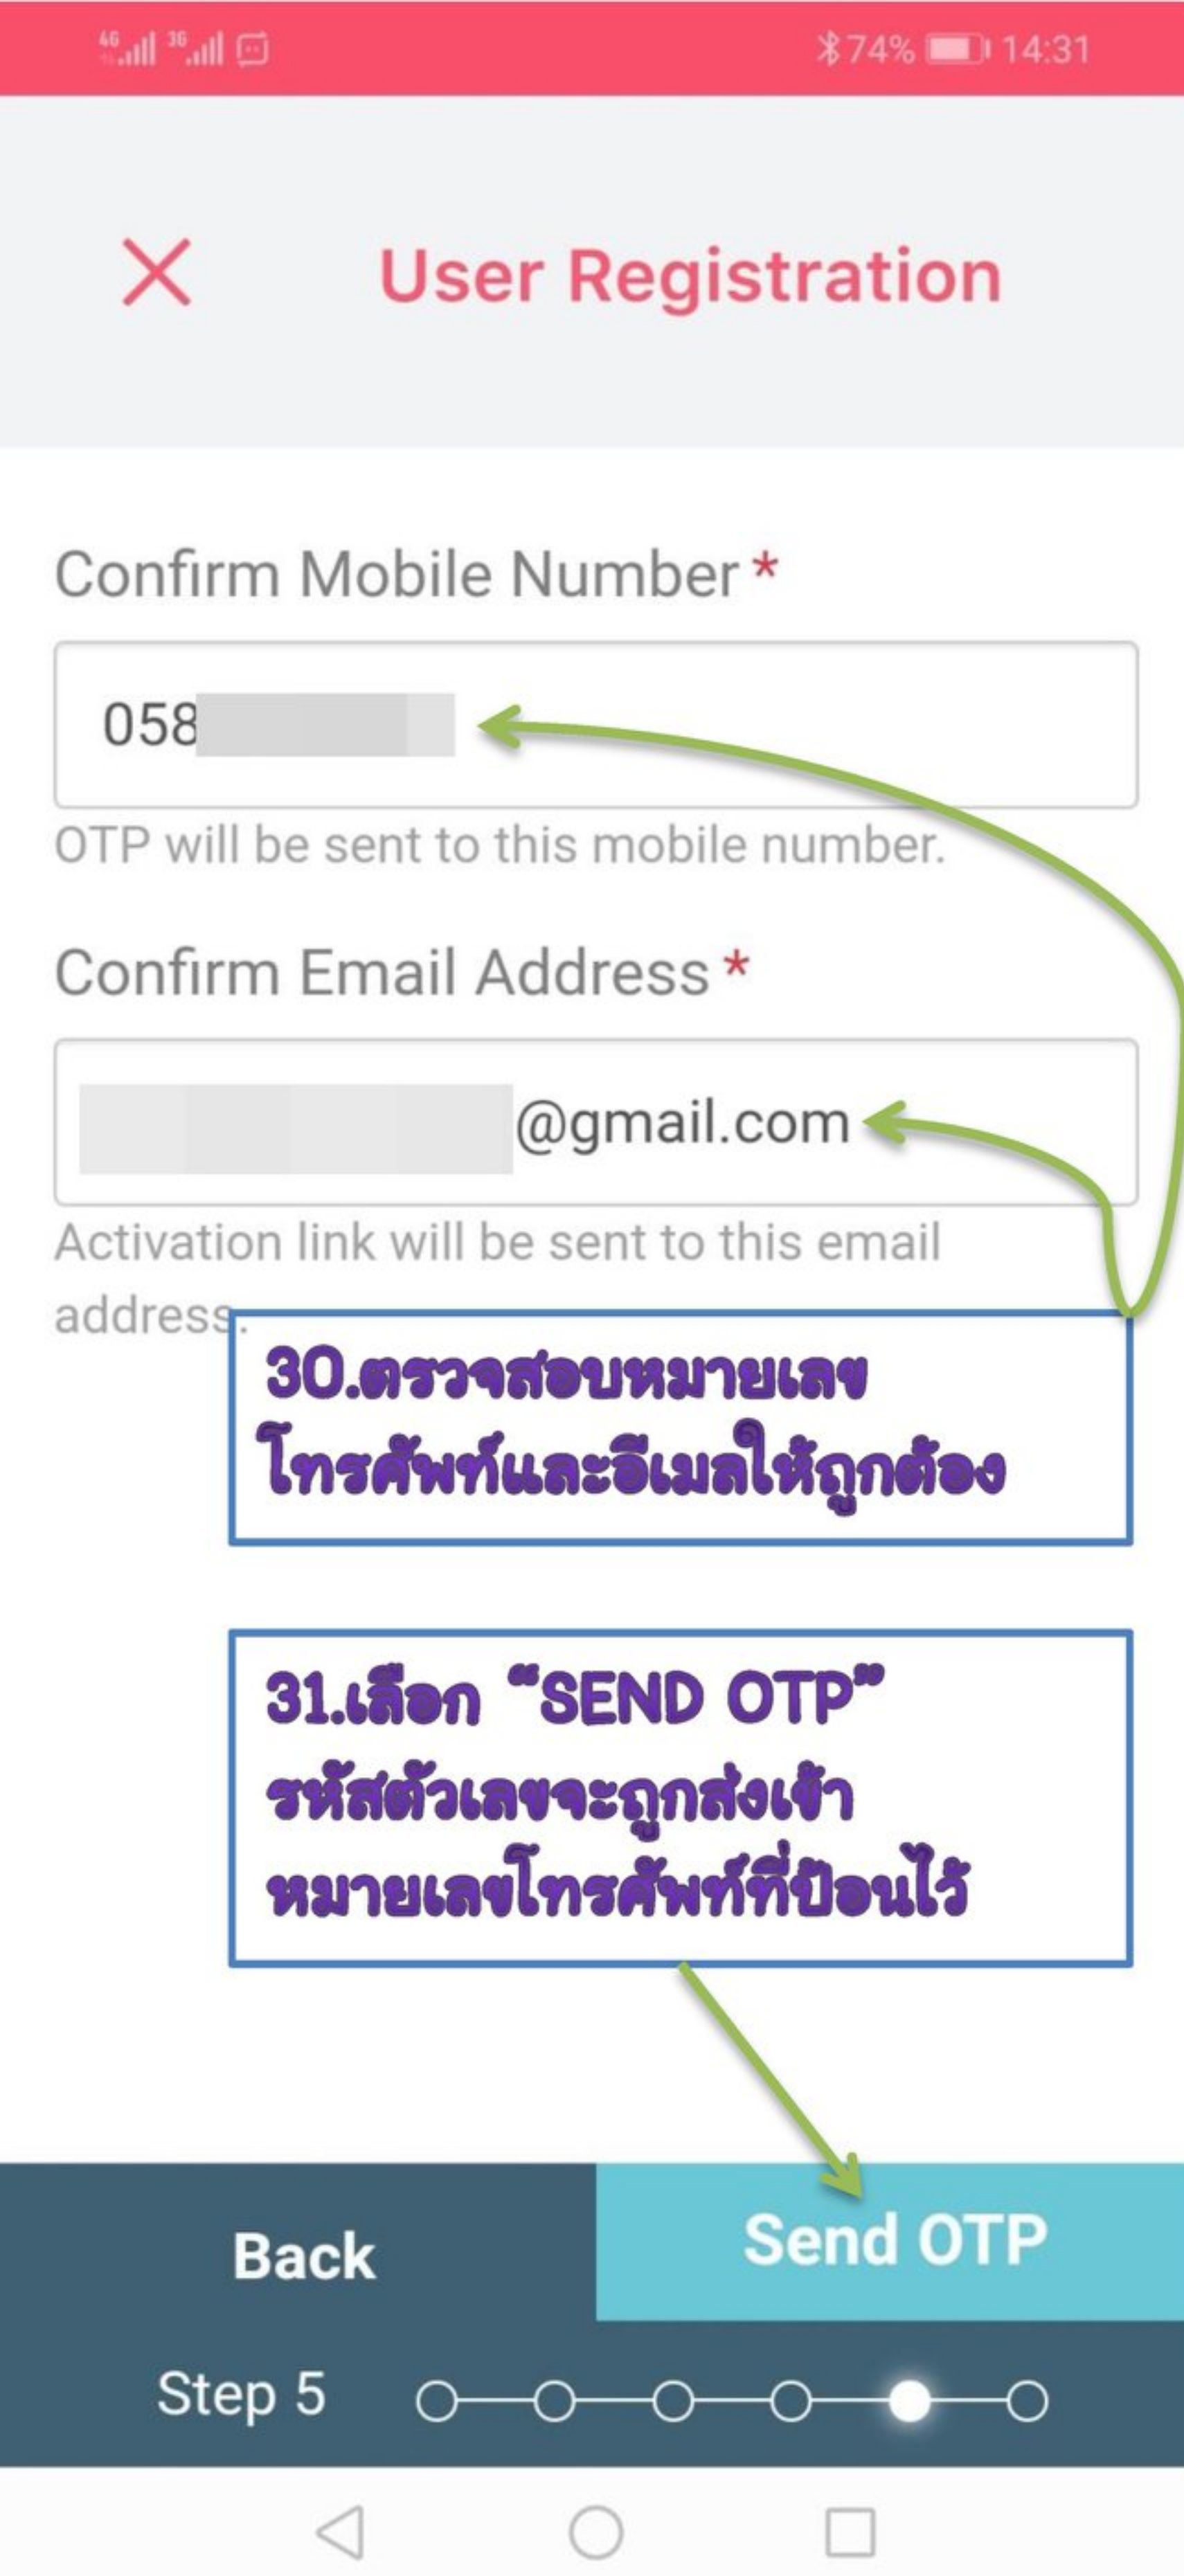 4G 3G 74% 14:31
User Registration
Confirm Mobile Number *
058
OTP will be sent to this mobile number.
Confirm Email Address *
@gmail.com
Activation link will be sent to this email
address.
30.ตรวจสอบหมายเลข
โทรศัพท์และอีเมลให้ถูกต้อง
31.เลือก “SEND OTP”
รหัสตัวเลขจะถูกส่งเข้า
หมายเลขโทรศัพท์ที่ป้อนไว้
Back
Send OTP
Step 5